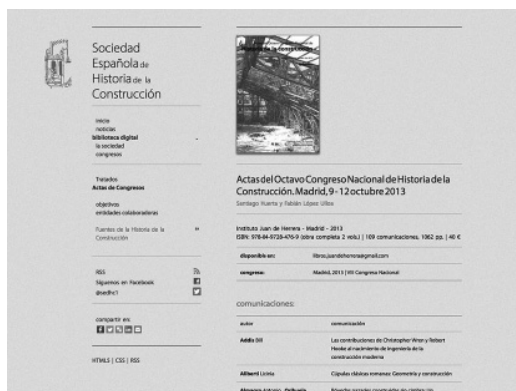 Sociedad
Española de
Historia de la
Construcción
inicio
noticias
biblioteca digital
la sociedad
congresos
Tratados
Actas de Congresos
objetivos
entidades colaboradoras
Fuentes de la Historia de la
Construcción
RSS
Síguenos en Facebook
@sedhc1
compartir en:
HTML5 | CSS | RSS
Actas del Octavo Congreso Nacional de Historia de la
Construcción. Madrid, 9 - 12 octubre 2013
Santiago Huerta y Fabián López Ulloa
Instituto Juan de Herrera - Madrid - 2013
ISBN: 978-84-9728-476-9 (obra completa 2 vols.) | 109 comunicaciones, 1062 pp. | 40 €
disponible en: libros.juandeherrera@gmail.com
congreso: Madrid, 2013 | VIII Congreso Nacional
comunicaciones:
autor comunicación
Addis Bill Las contribuciones de Christopher Wren y Robert
Hooke al nacimiento de ingeniería de la
construcción moderna
Aliberti Licinia Cúpulas clásicas romanas: Geometría y construcción